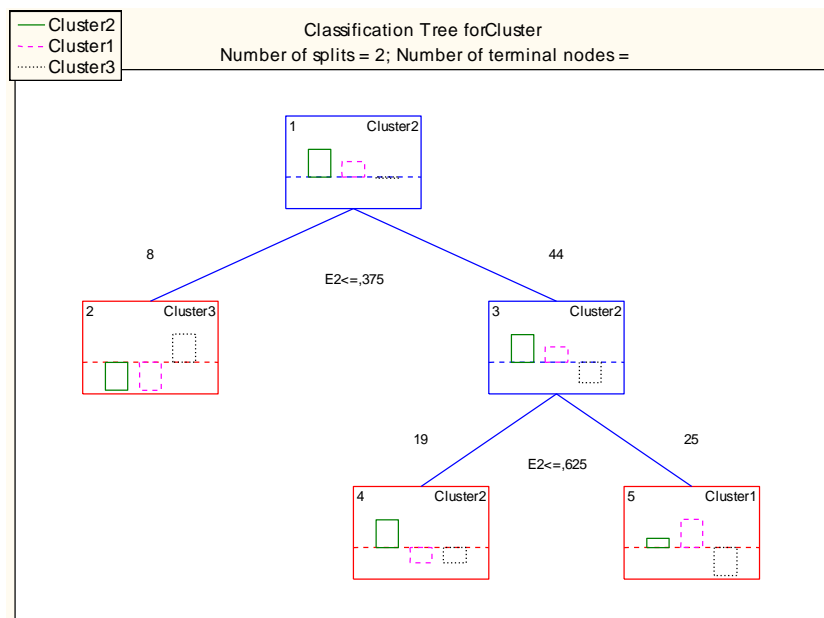 Cluster2
Cluster1
Cluster3
Classification Tree forCluster
Number of splits = 2; Number of terminal nodes =
1 Cluster2
8
44
E2<=,375
2 Cluster3
3 Cluster2
19
25
E2<=,625
4 Cluster2
5 Cluster1